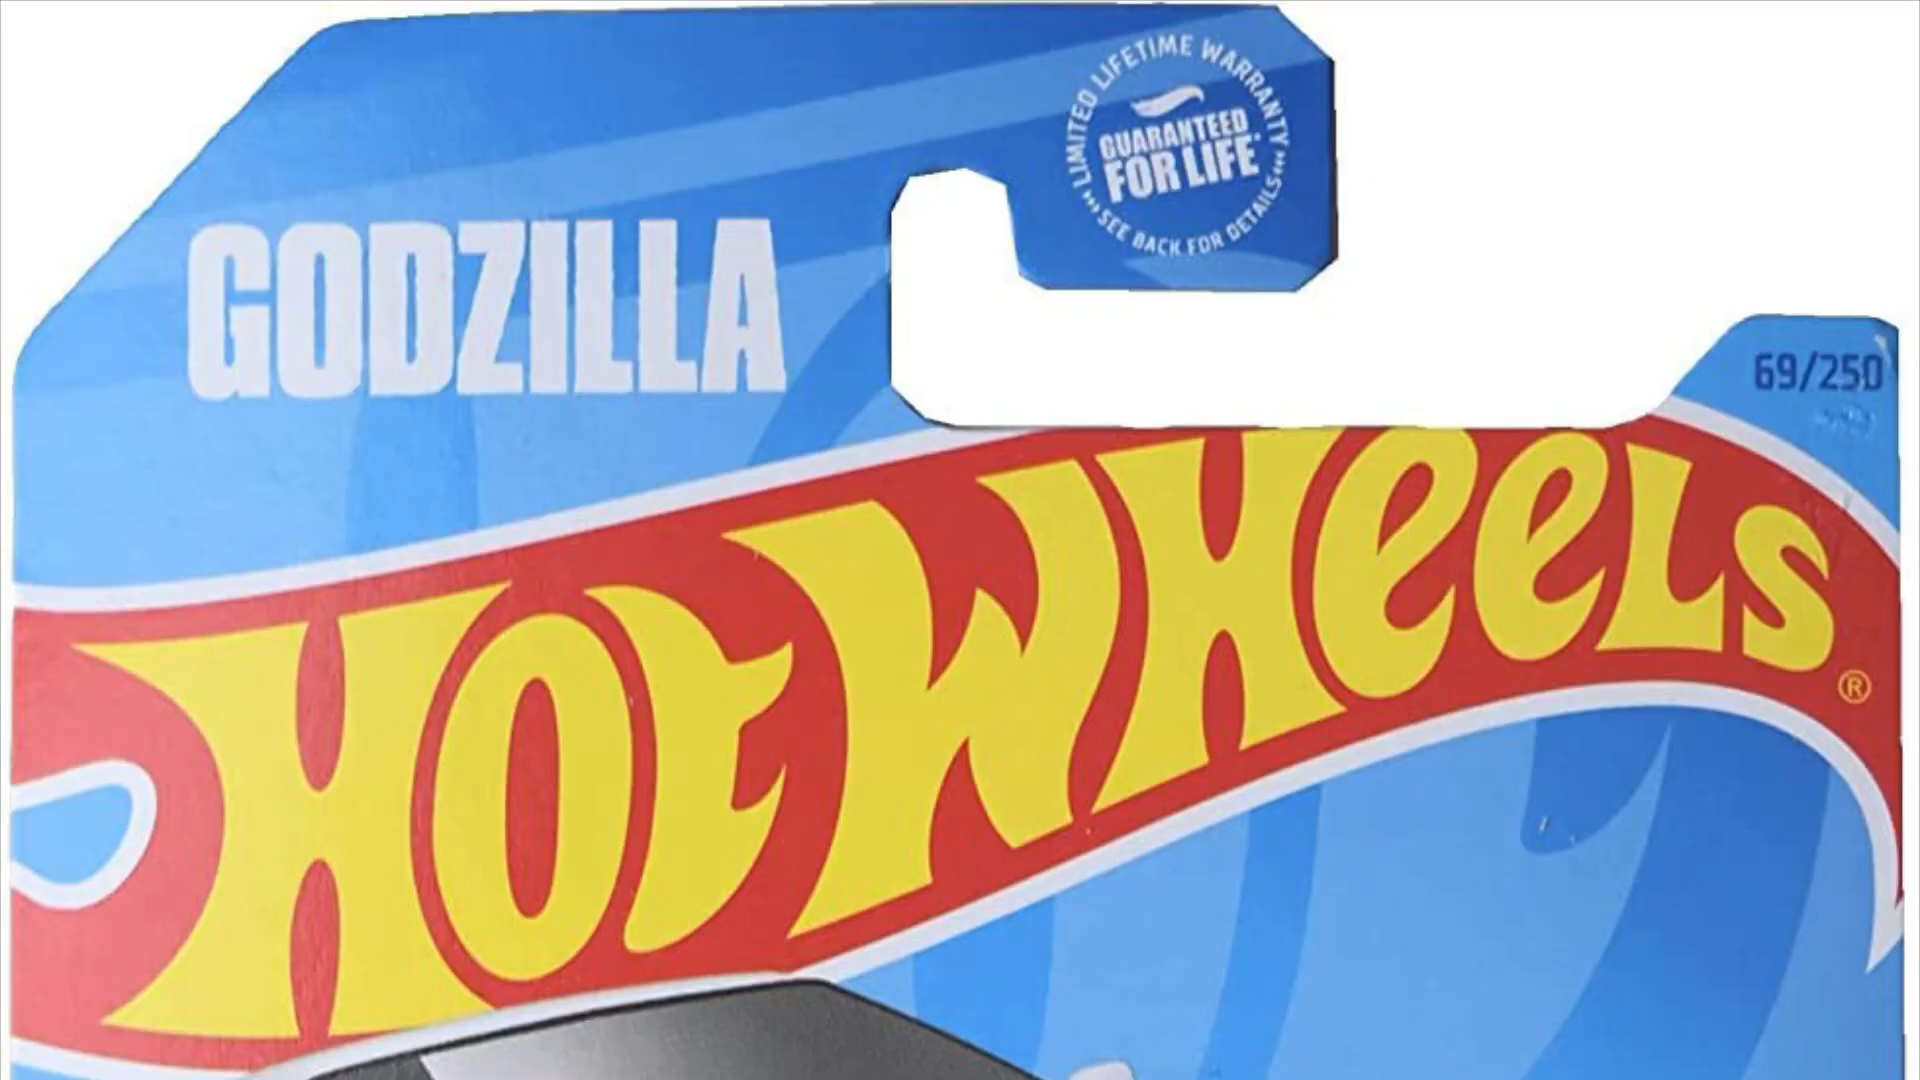 LIMITED LIFETIME WARRANTY
GUARANTEED
FOR LIFE
SEE BACK FOR DETAILS
GODZILLA
69/250
HOT WHEELS®